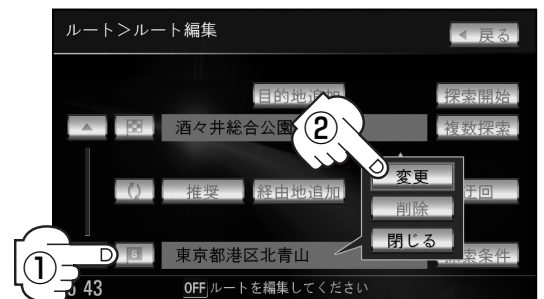 ルート＞ルート編集
◀ 戻る
目的地追加
探索開始
酒々井総合公園
複数探索
②
変更
推奨
経由地追加
迂回
削除
閉じる
S
東京都港区北青山
探索条件
①
43
OFF ルートを編集してください